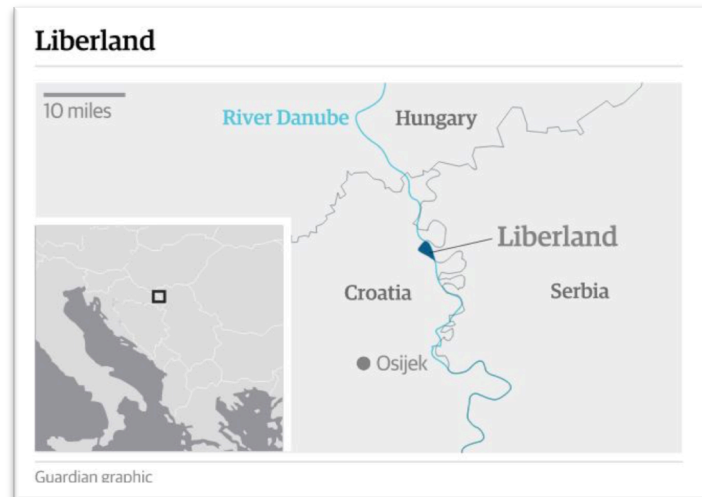 Liberland
10 miles
River Danube
Hungary
Liberland
Croatia
Serbia
Osijek
Guardian graphic